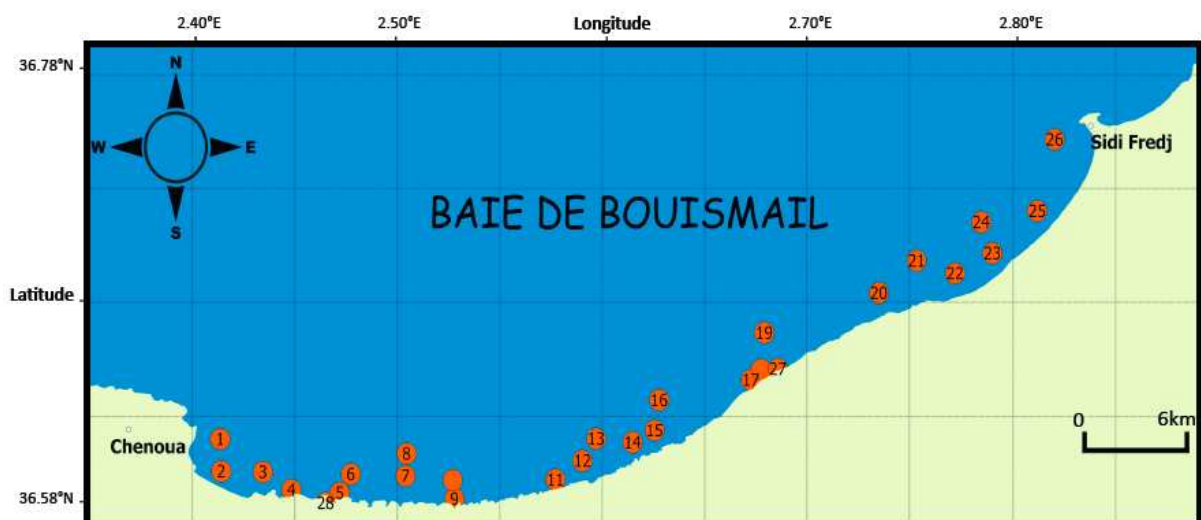 2.40°E 2.50°E Longitude 2.70°E 2.80°E
36.78°N
N
W E
S
Sidi Fredj
26
BAIE DE BOUISMAIL
25
24
23
21
22
20
Latitude
19
27
17
16
15
14
13
12
11
Chenoua
1
2
3
4
5
28
6
7
8
9
0 6km
36.58°N